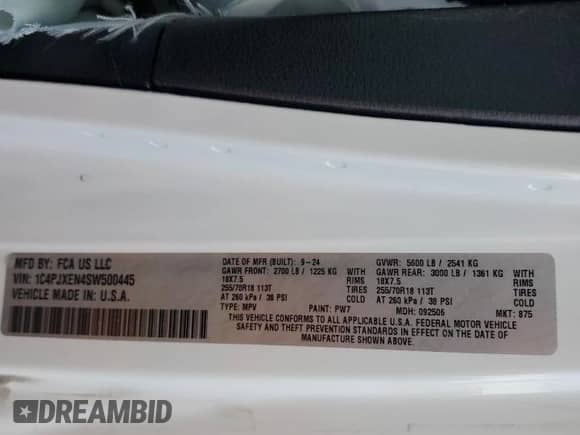 MFD BY: FCA US LLC
VIN: 1C4PJXEN4SW500445
VEHICLE MADE IN: U.S.A.
DATE OF MFR (BUILT): 9-24
GAWR FRONT: 2700 LB / 1225 KG WITH
18X7.5 RIMS
255/70R18 113T TIRES
AT 260 kPa / 38 PSI
TYPE: MPV PAINT: PW7
GVWR: 5600 LB / 2541 KG
GAWR REAR: 3000 LB / 1361 KG WITH
18X7.5 RIMS
255/70R18 113T TIRES
AT 260 kPa / 38 PSI
MDH: 092506 MKT: 875
THIS VEHICLE CONFORMS TO ALL APPLICABLE U.S.A. FEDERAL MOTOR VEHICLE
SAFETY AND THEFT PREVENTION STANDARDS IN EFFECT ON THE DATE OF
MANUFACTURE SHOWN ABOVE.
DREAMBID